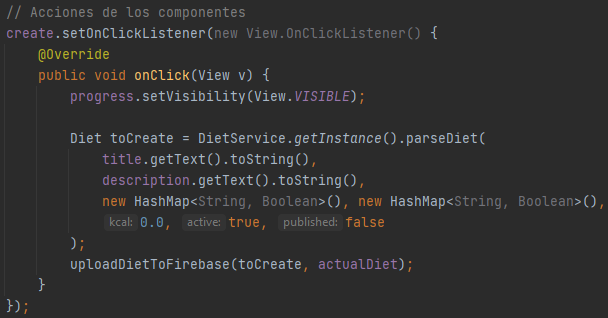 // Acciones de los componentes
create.setOnClickListener(new View.OnClickListener() {
@Override
public void onClick(View v) {
progress.setVisibility(View.VISIBLE);
Diet toCreate = DietService.getInstance().parseDiet(
title.getText().toString(),
description.getText().toString(),
new HashMap<String, Boolean>(), new HashMap<String, Boolean>(),
kcal: 0.0, active: true, published: false
);
uploadDietToFirebase(toCreate, actualDiet);
}
});